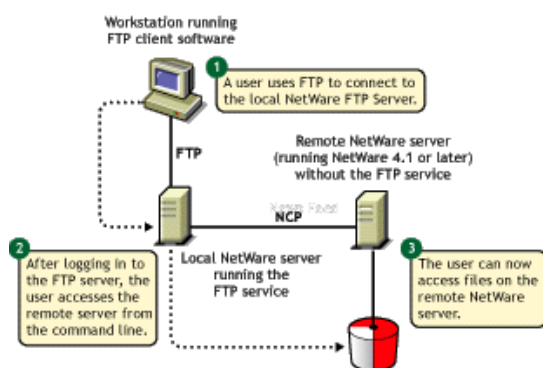 Workstation running
FTP client software
1
A user uses FTP to connect to
the local NetWare FTP Server.
FTP
Remote NetWare server
(running NetWare 4.1 or later)
without the FTP service
NCP
2
After logging in to
the FTP server, the
user accesses the
remote server from
the command line.
Local NetWare server
running the
FTP service
3
The user can now
access files on the
remote NetWare
server.